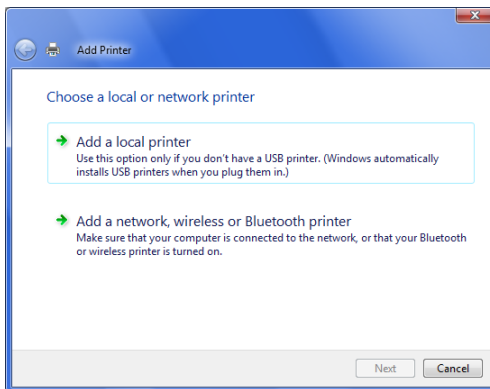 Add Printer
Choose a local or network printer
Add a local printer
Use this option only if you don't have a USB printer. (Windows automatically
installs USB printers when you plug them in.)
Add a network, wireless or Bluetooth printer
Make sure that your computer is connected to the network, or that your Bluetooth
or wireless printer is turned on.
Next
Cancel